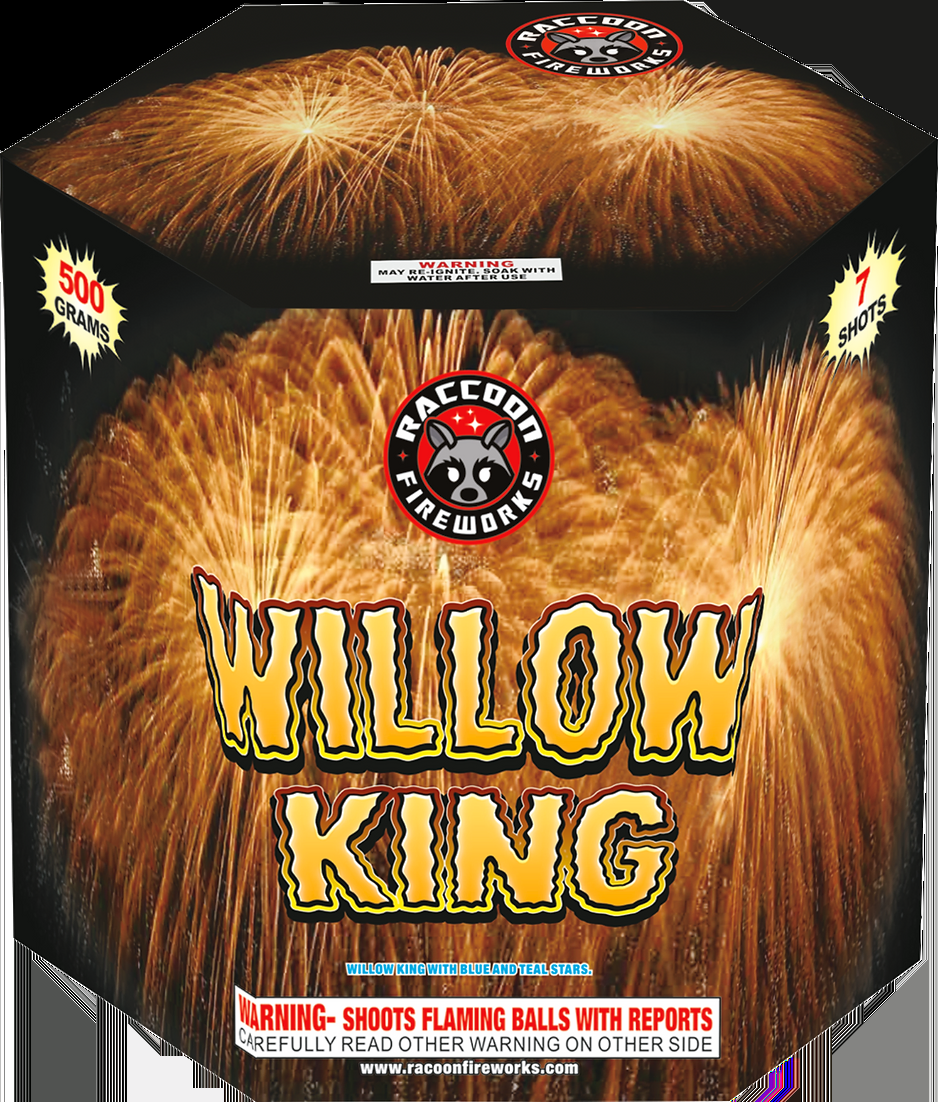 RACCOON
FIREWORKS
WARNING
MAY RE-IGNITE. SOAK WITH
WATER AFTER USE
500
GRAMS
7
SHOTS
RACCOON
FIREWORKS
WILLOW
KING
WILLOW KING WITH BLUE AND TEAL STARS.
WARNING- SHOOTS FLAMING BALLS WITH REPORTS
CAREFULLY READ OTHER WARNING ON OTHER SIDE
www.racoonfireworks.com